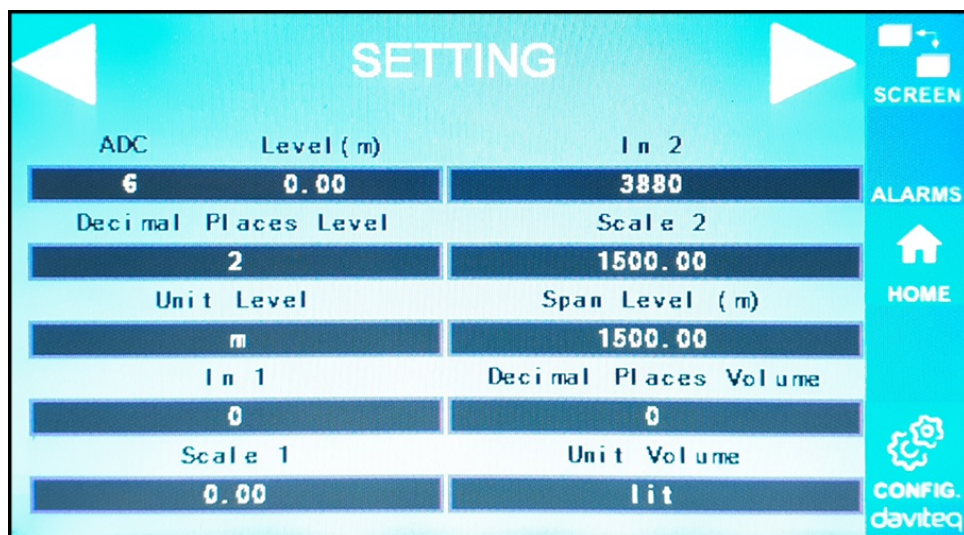 SETTING
SCREEN
ADC Level(m) In 2
6 0.00 3880
ALARMS
Decimal Places Level Scale 2
2 1500.00
HOME
Unit Level Span Level (m)
m 1500.00
In 1 Decimal Places Volume
0 0
Scale 1 Unit Volume
0.00 lit
CONFIG.
daviteq